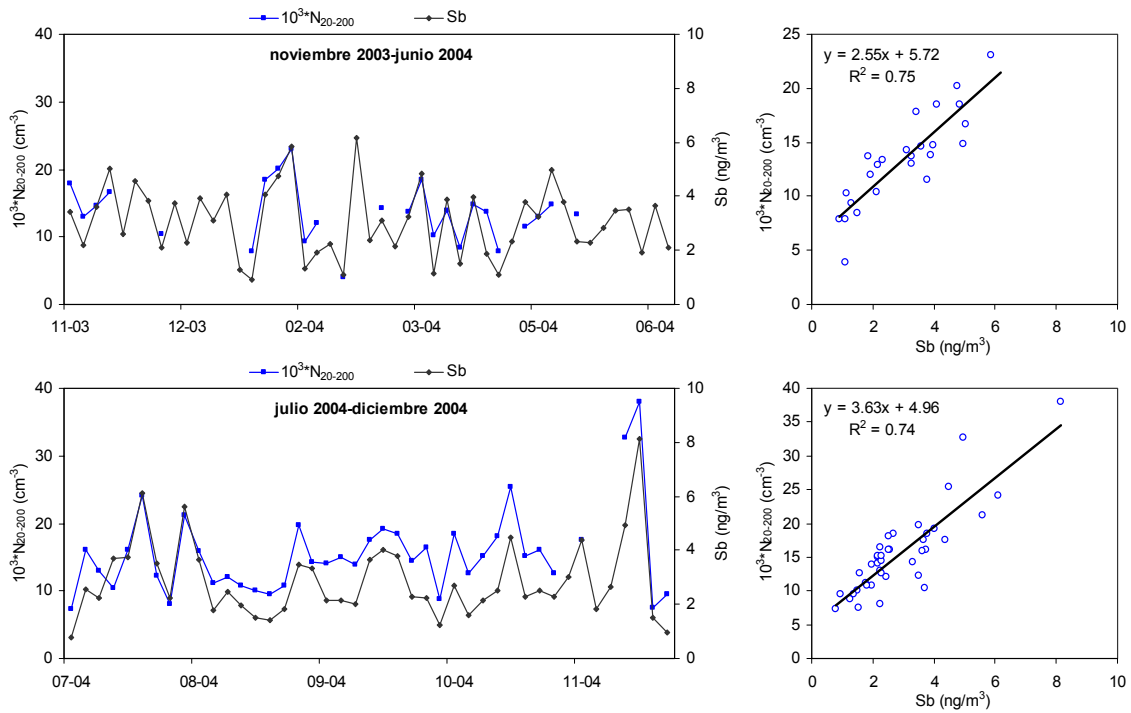 10³*N20-200 Sb
noviembre 2003-junio 2004
10³*N20-200 (cm-3)
40
30
20
10
0
10
8
6
4
2
0
Sb (ng/m³)
11-03 12-03 02-04 03-04 05-04 06-04
y = 2.55x + 5.72
R² = 0.75
10³*N20-200 (cm-3)
25
20
15
10
5
0
0 2 4 6 8 10
Sb (ng/m³)
10³*N20-200 Sb
julio 2004-diciembre 2004
10³*N20-200 (cm-3)
40
30
20
10
0
10
8
6
4
2
0
Sb (ng/m³)
07-04 08-04 09-04 10-04 11-04
y = 3.63x + 4.96
R² = 0.74
10³*N20-200 (cm-3)
40
35
30
25
20
15
10
5
0
0 2 4 6 8 10
Sb (ng/m³)